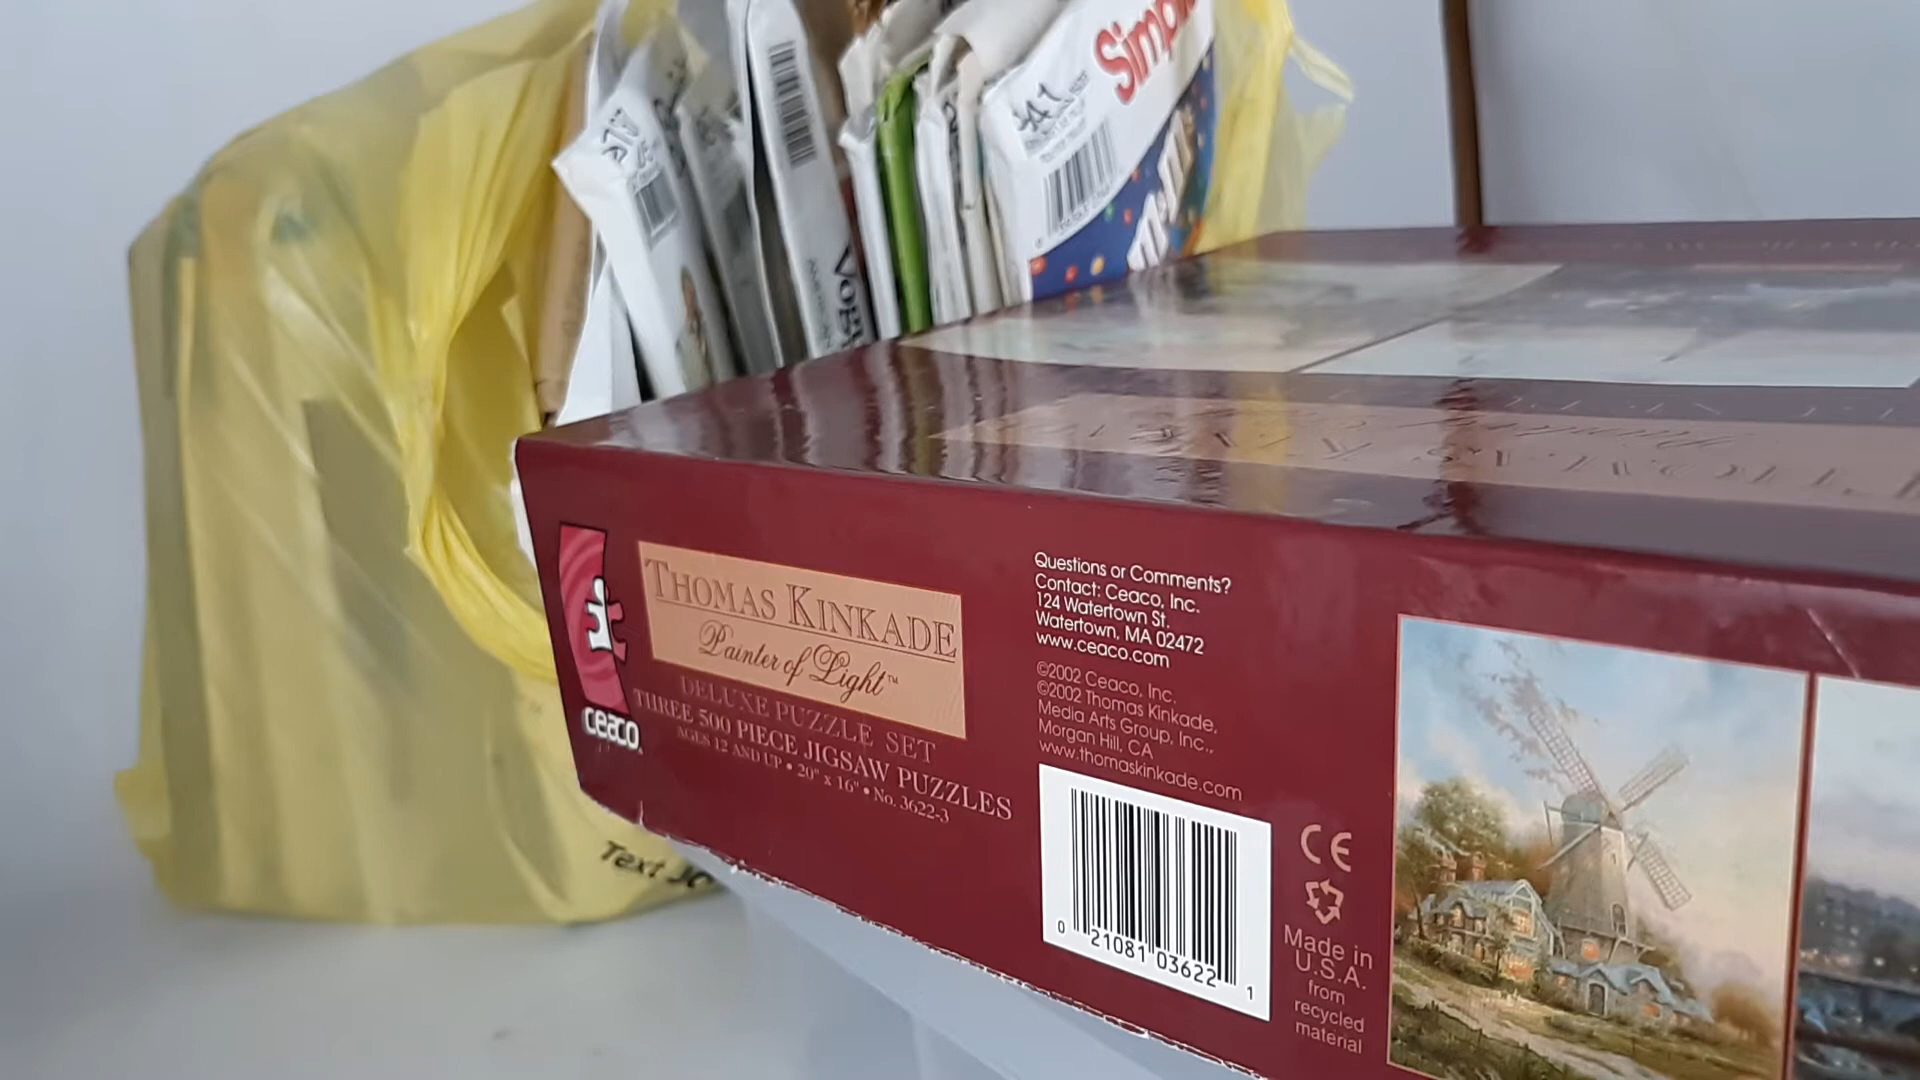 Simpl
Vogu
THOMAS KINKADE
Painter of Light™
DELUXE PUZZLE SET
THREE 500 PIECE JIGSAW PUZZLES
AGES 12 AND UP • 20" x 16" • No. 3622-3
ceaco
Questions or Comments?
Contact: Ceaco, Inc.
124 Watertown St.
Watertown, MA 02472
www.ceaco.com
©2002 Ceaco, Inc.
©2002 Thomas Kinkade,
Media Arts Group, Inc.,
Morgan Hill, CA
www.thomaskinkade.com
0 21081 03622 1
CE
Made in
U.S.A.
from
recycled
material
Text